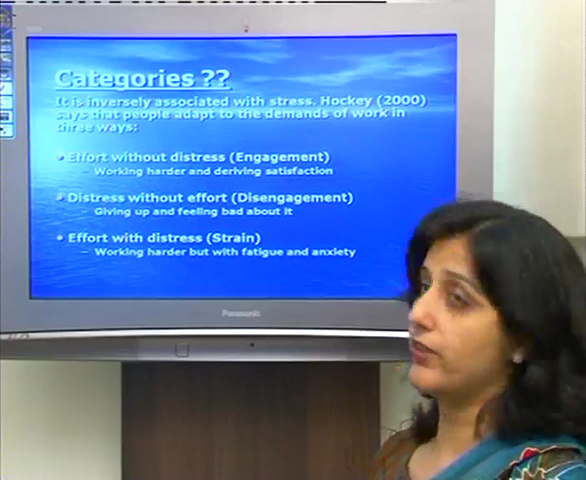 Categories ??
It is inversely associated with stress. Hockey (2000)
says that people adapt to the demands of work in
three ways:
• Effort without distress (Engagement)
– Working harder and deriving satisfaction
• Distress without effort (Disengagement)
– Giving up and feeling bad about it
• Effort with distress (Strain)
– Working harder but with fatigue and anxiety
Panasonic